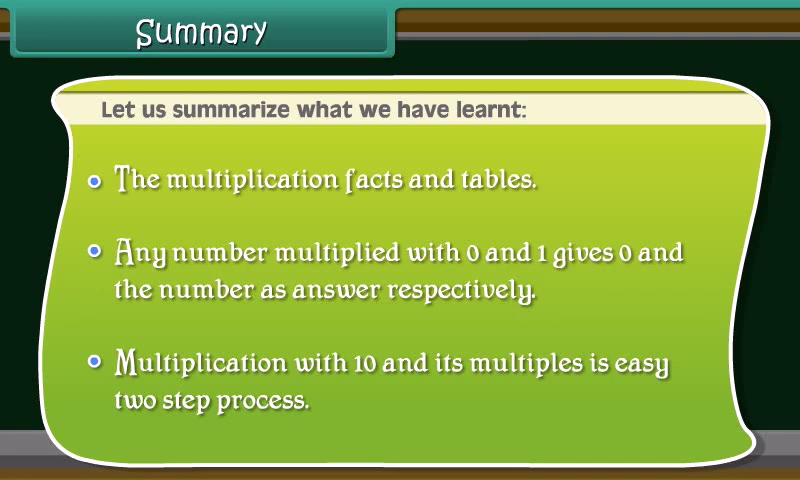 Summary
Let us summarize what we have learnt:
The multiplication facts and tables.
Any number multiplied with 0 and 1 gives 0 and
the number as answer respectively.
Multiplication with 10 and its multiples is easy
two step process.